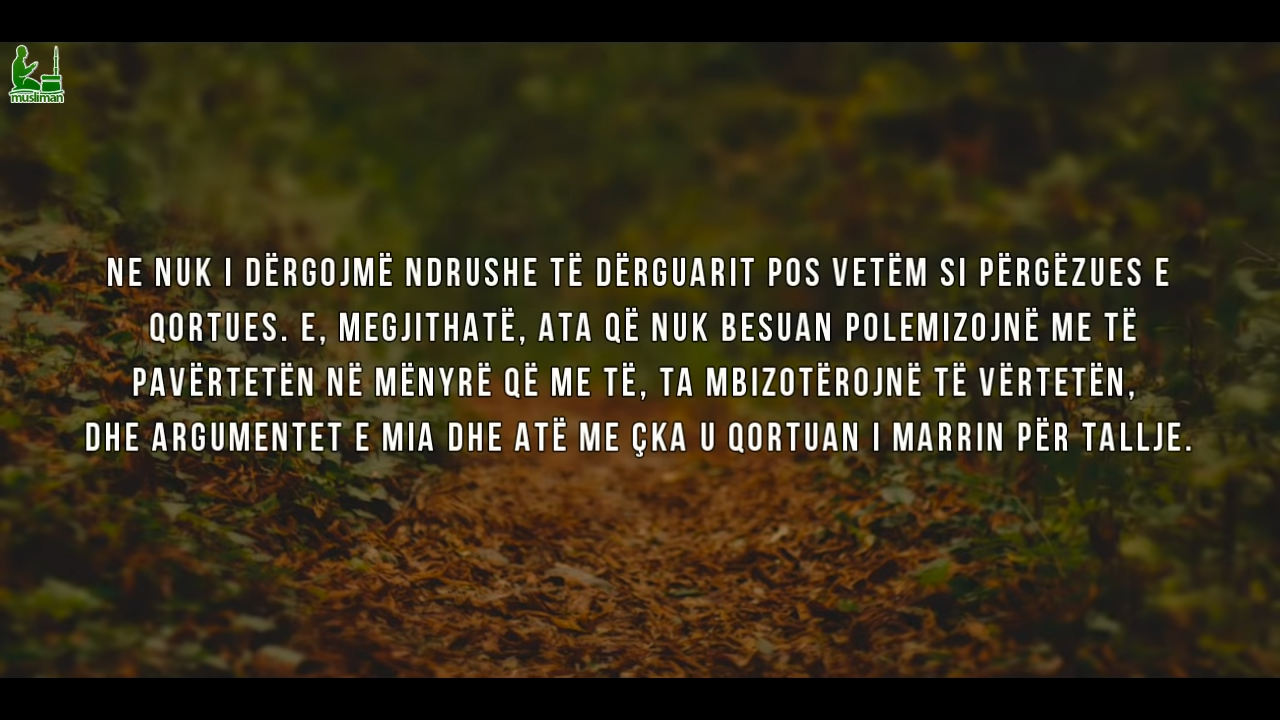 musliman
NE NUK I DËRGOJMË NDRUSHE TË DËRGUARIT POS VETËM SI PËRGËZUES E
QORTUES. E, MEGJITHATË, ATA QË NUK BESUAN POLEMIZOJNË ME TË
PAVËRTETËN NË MËNYRË QË ME TË, TA MBIZOTËROJNË TË VËRTETËN,
DHE ARGUMENTET E MIA DHE ATË ME ÇKA U QORTUAN I MARRIN PËR TALLJE.